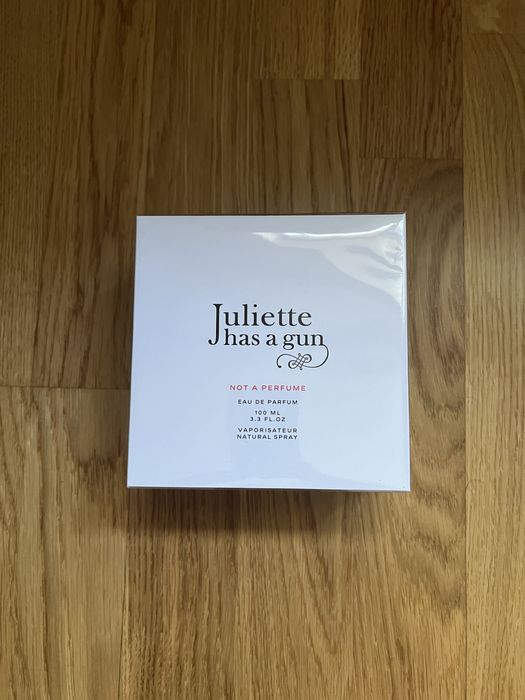 Juliette
has a gun
NOT A PERFUME
EAU DE PARFUM
100 ML
3.3 FL.OZ
VAPORISATEUR
NATURAL SPRAY